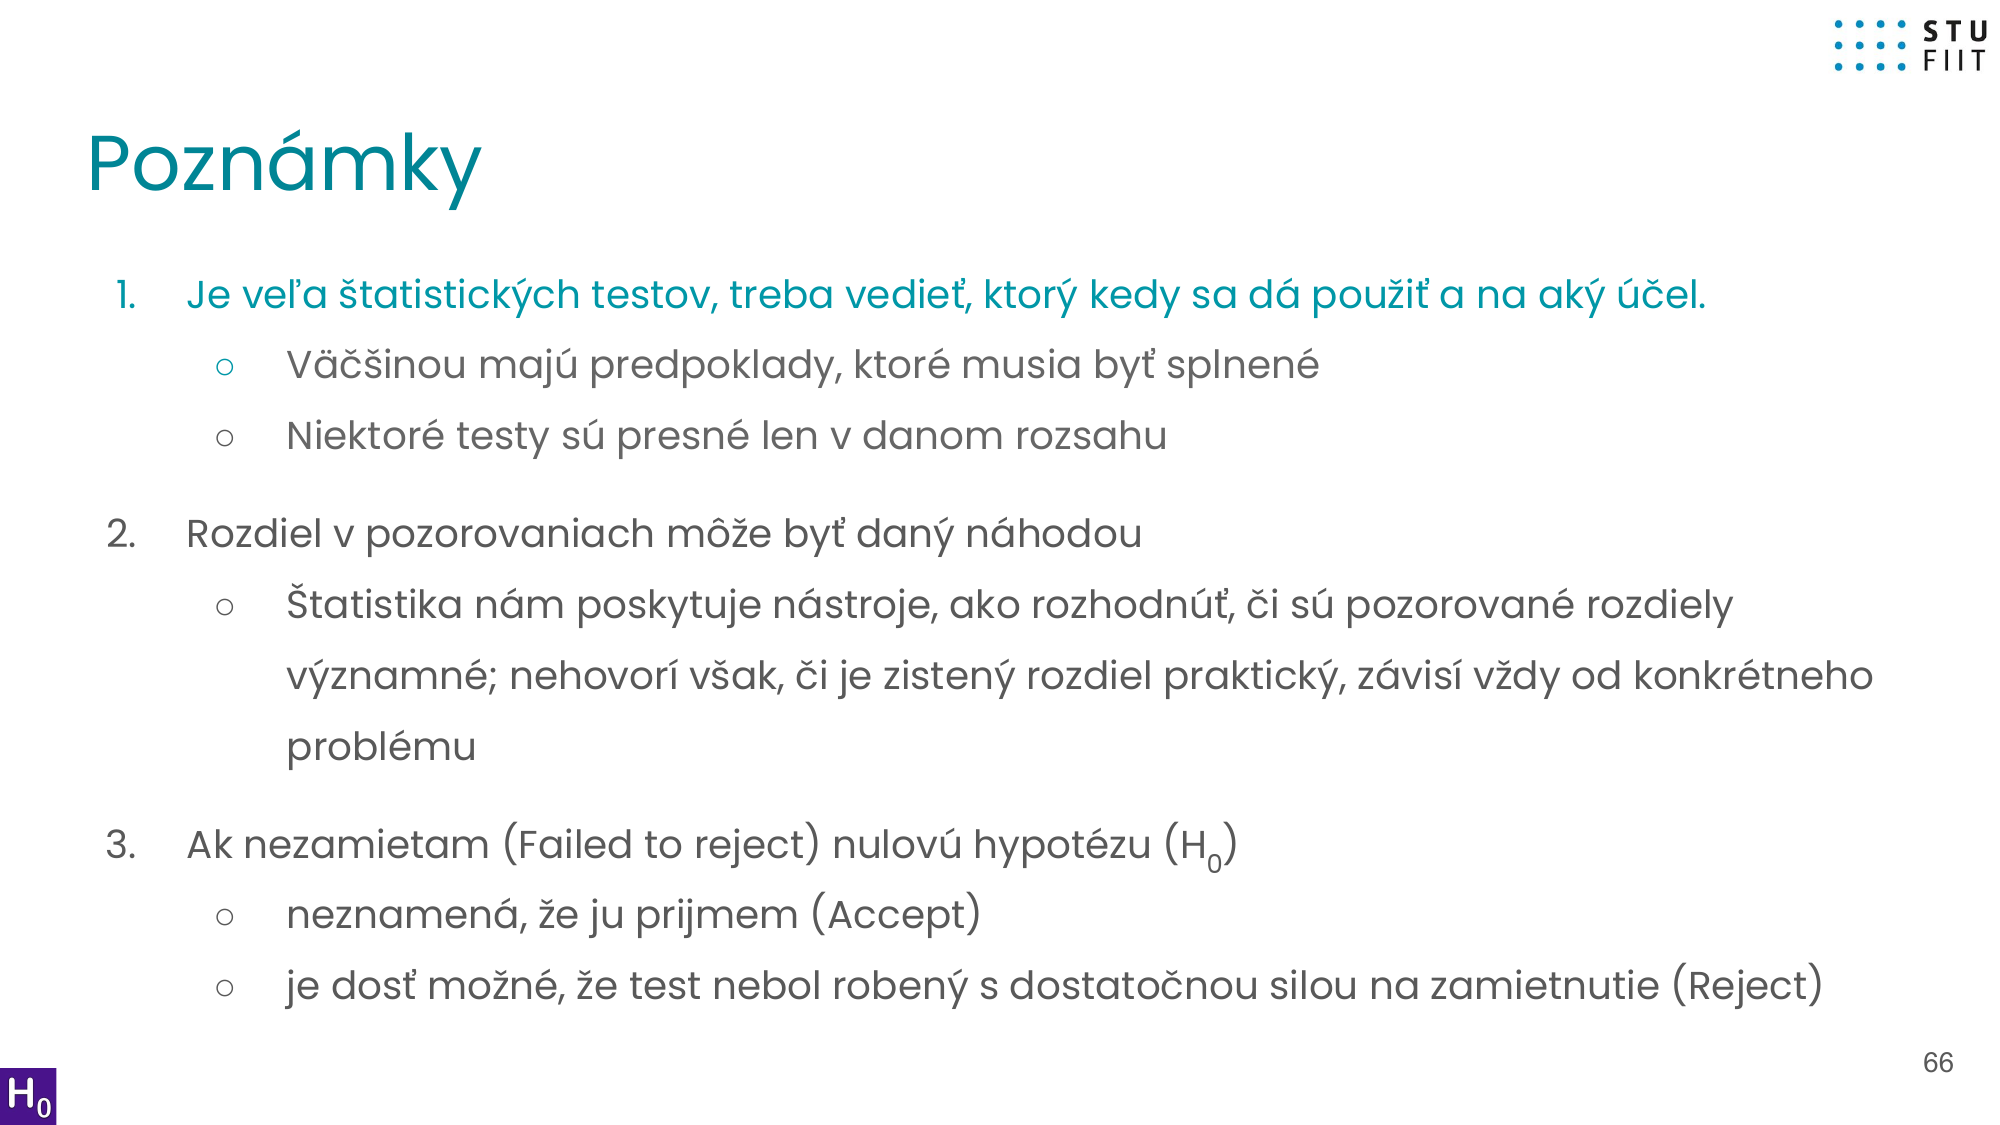 STU
FIIT
Poznámky
1. Je veľa štatistických testov, treba vedieť, ktorý kedy sa dá použiť a na aký účel.
○ Väčšinou majú predpoklady, ktoré musia byť splnené
○ Niektoré testy sú presné len v danom rozsahu
2. Rozdiel v pozorovaniach môže byť daný náhodou
○ Štatistika nám poskytuje nástroje, ako rozhodnúť, či sú pozorované rozdiely
významné; nehovorí však, či je zistený rozdiel praktický, závisí vždy od konkrétneho
problému
3. Ak nezamietam (Failed to reject) nulovú hypotézu (H₀)
○ neznamená, že ju prijmem (Accept)
○ je dosť možné, že test nebol robený s dostatočnou silou na zamietnutie (Reject)
66
H₀